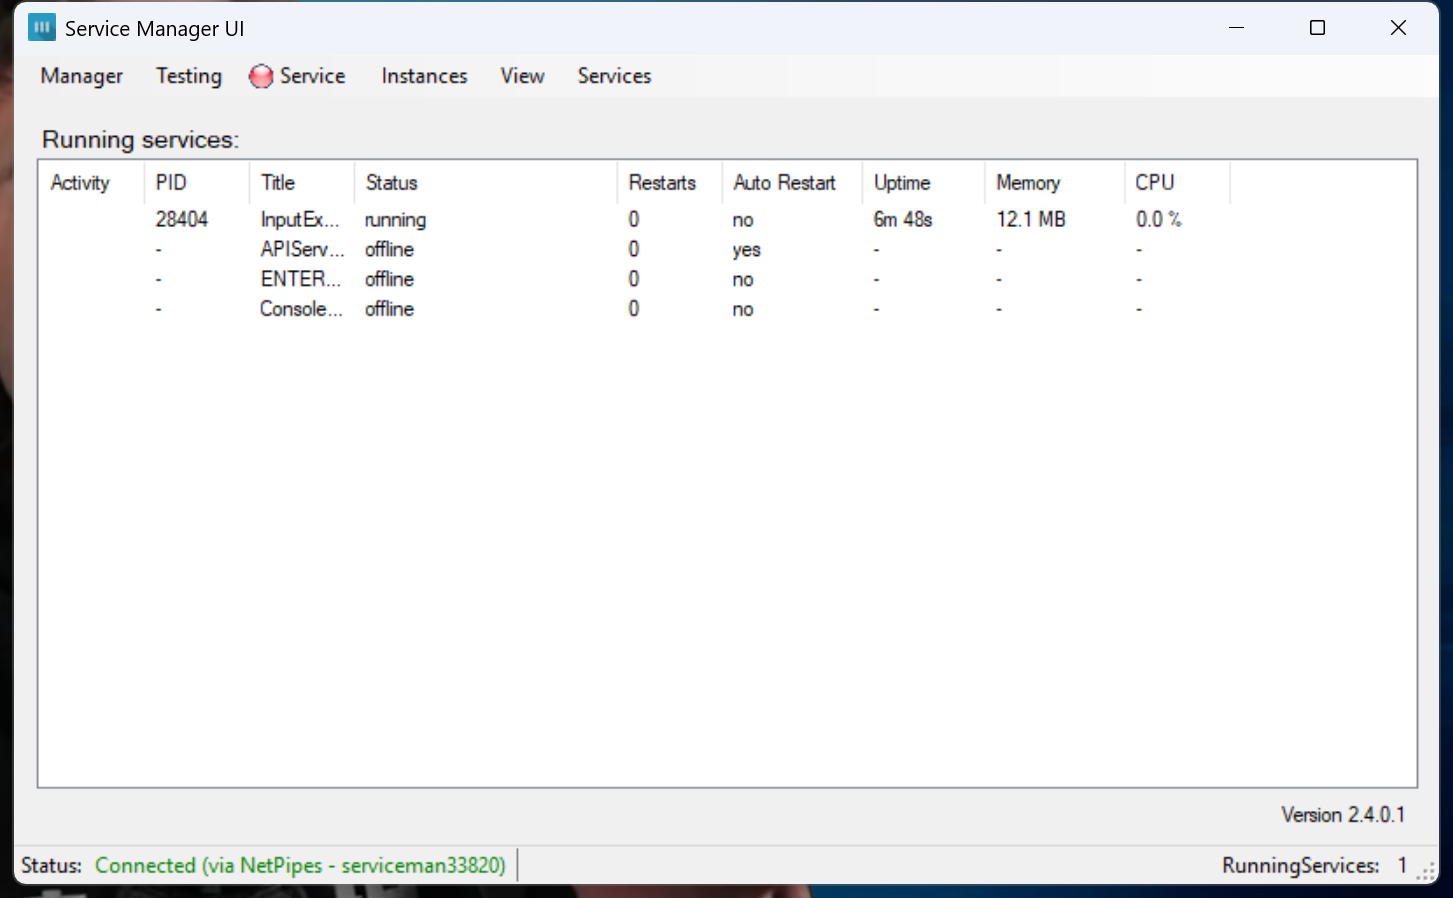 Service Manager UI
Manager Testing Service Instances View Services
Running services:
Activity PID Title Status Restarts Auto Restart Uptime Memory CPU
28404 InputEx... running 0 no 6m 48s 12.1 MB 0.0 %
- APIServ... offline 0 yes - - -
- ENTER... offline 0 no - - -
- Console... offline 0 no - - -
Version 2.4.0.1
Status: Connected (via NetPipes - serviceman33820) RunningServices: 1